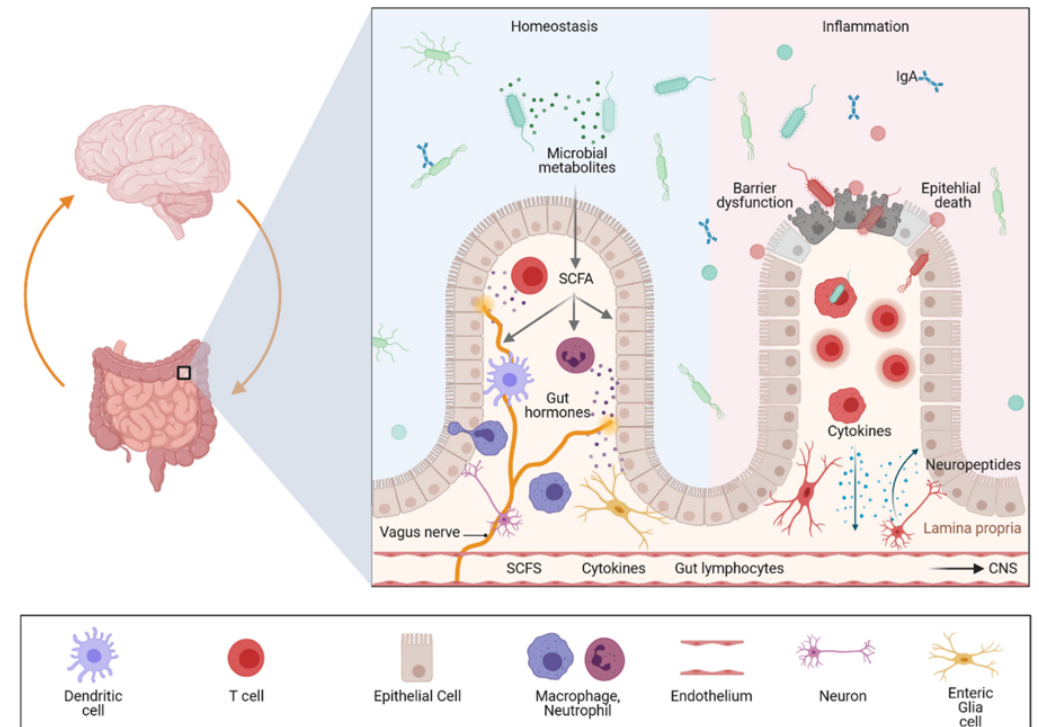 Homeostasis
Inflammation
IgA
Microbial
metabolites
Barrier
dysfunction
Epitehlial
death
SCFA
Gut
hormones
Cytokines
Neuropeptides
Vagus nerve
Lamina propria
SCFS
Cytokines
Gut lymphocytes
CNS
Dendritic
cell
T cell
Epithelial Cell
Macrophage,
Neutrophil
Endothelium
Neuron
Enteric
Glia
cell